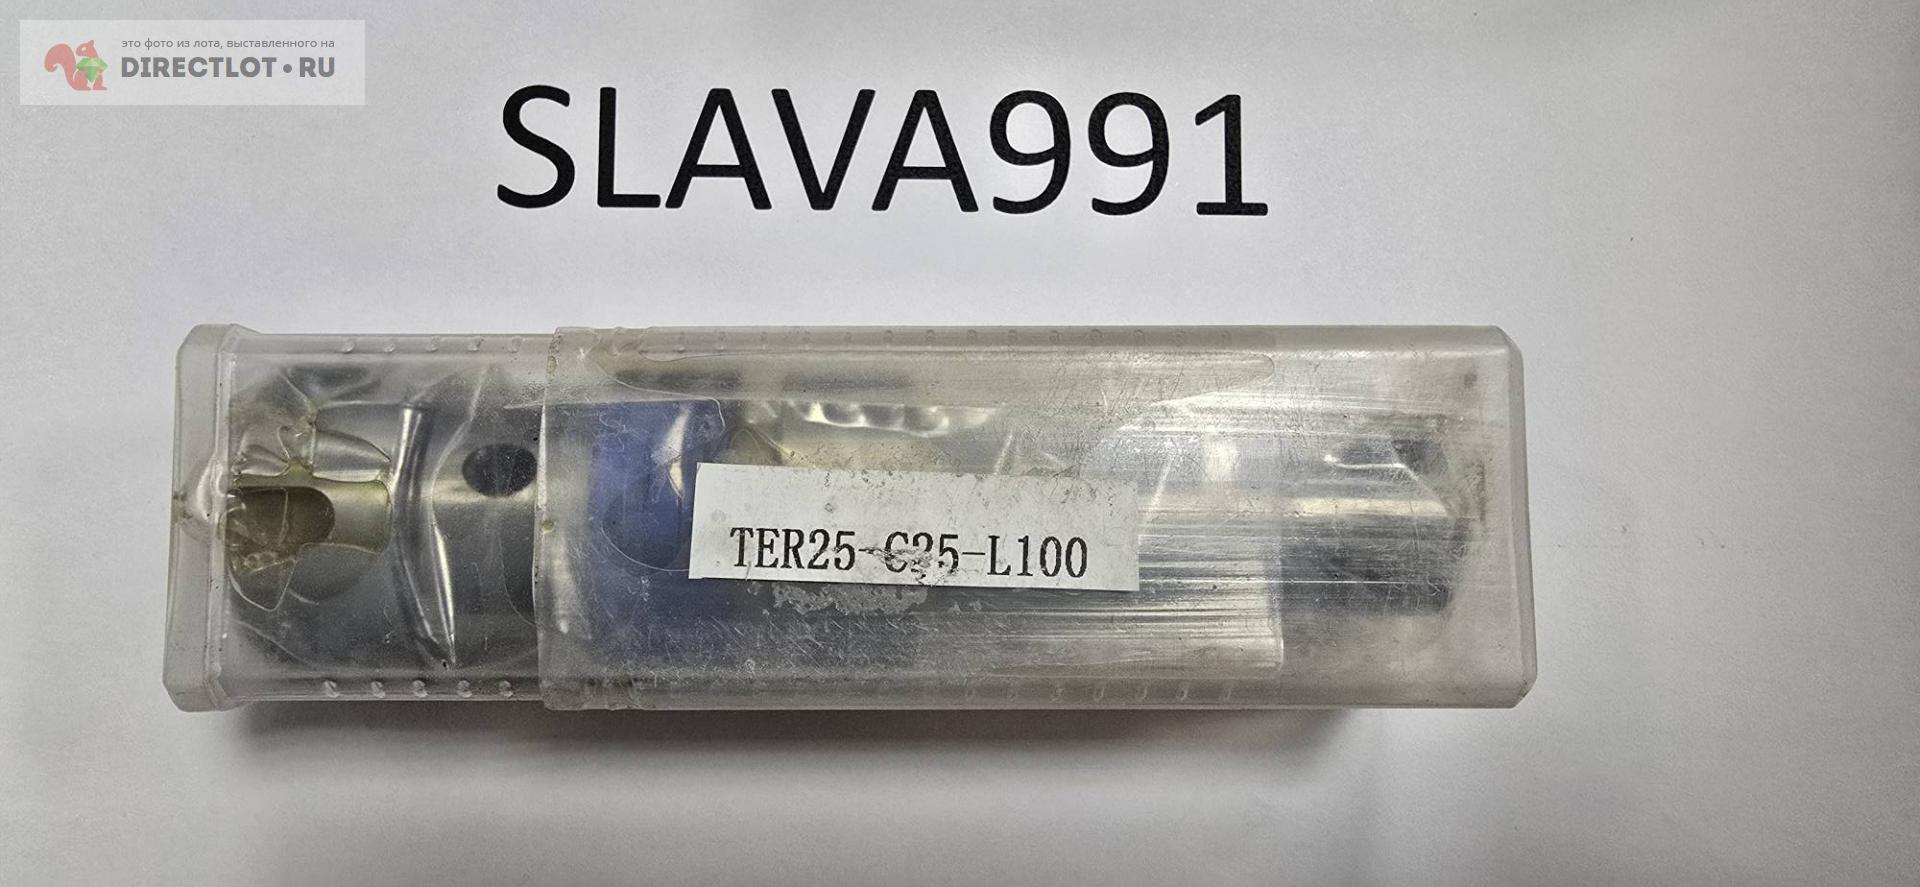 это фото из лота, выставленного на
DIRECTLOT•RU
SLAVA991
TER25-C25-L100